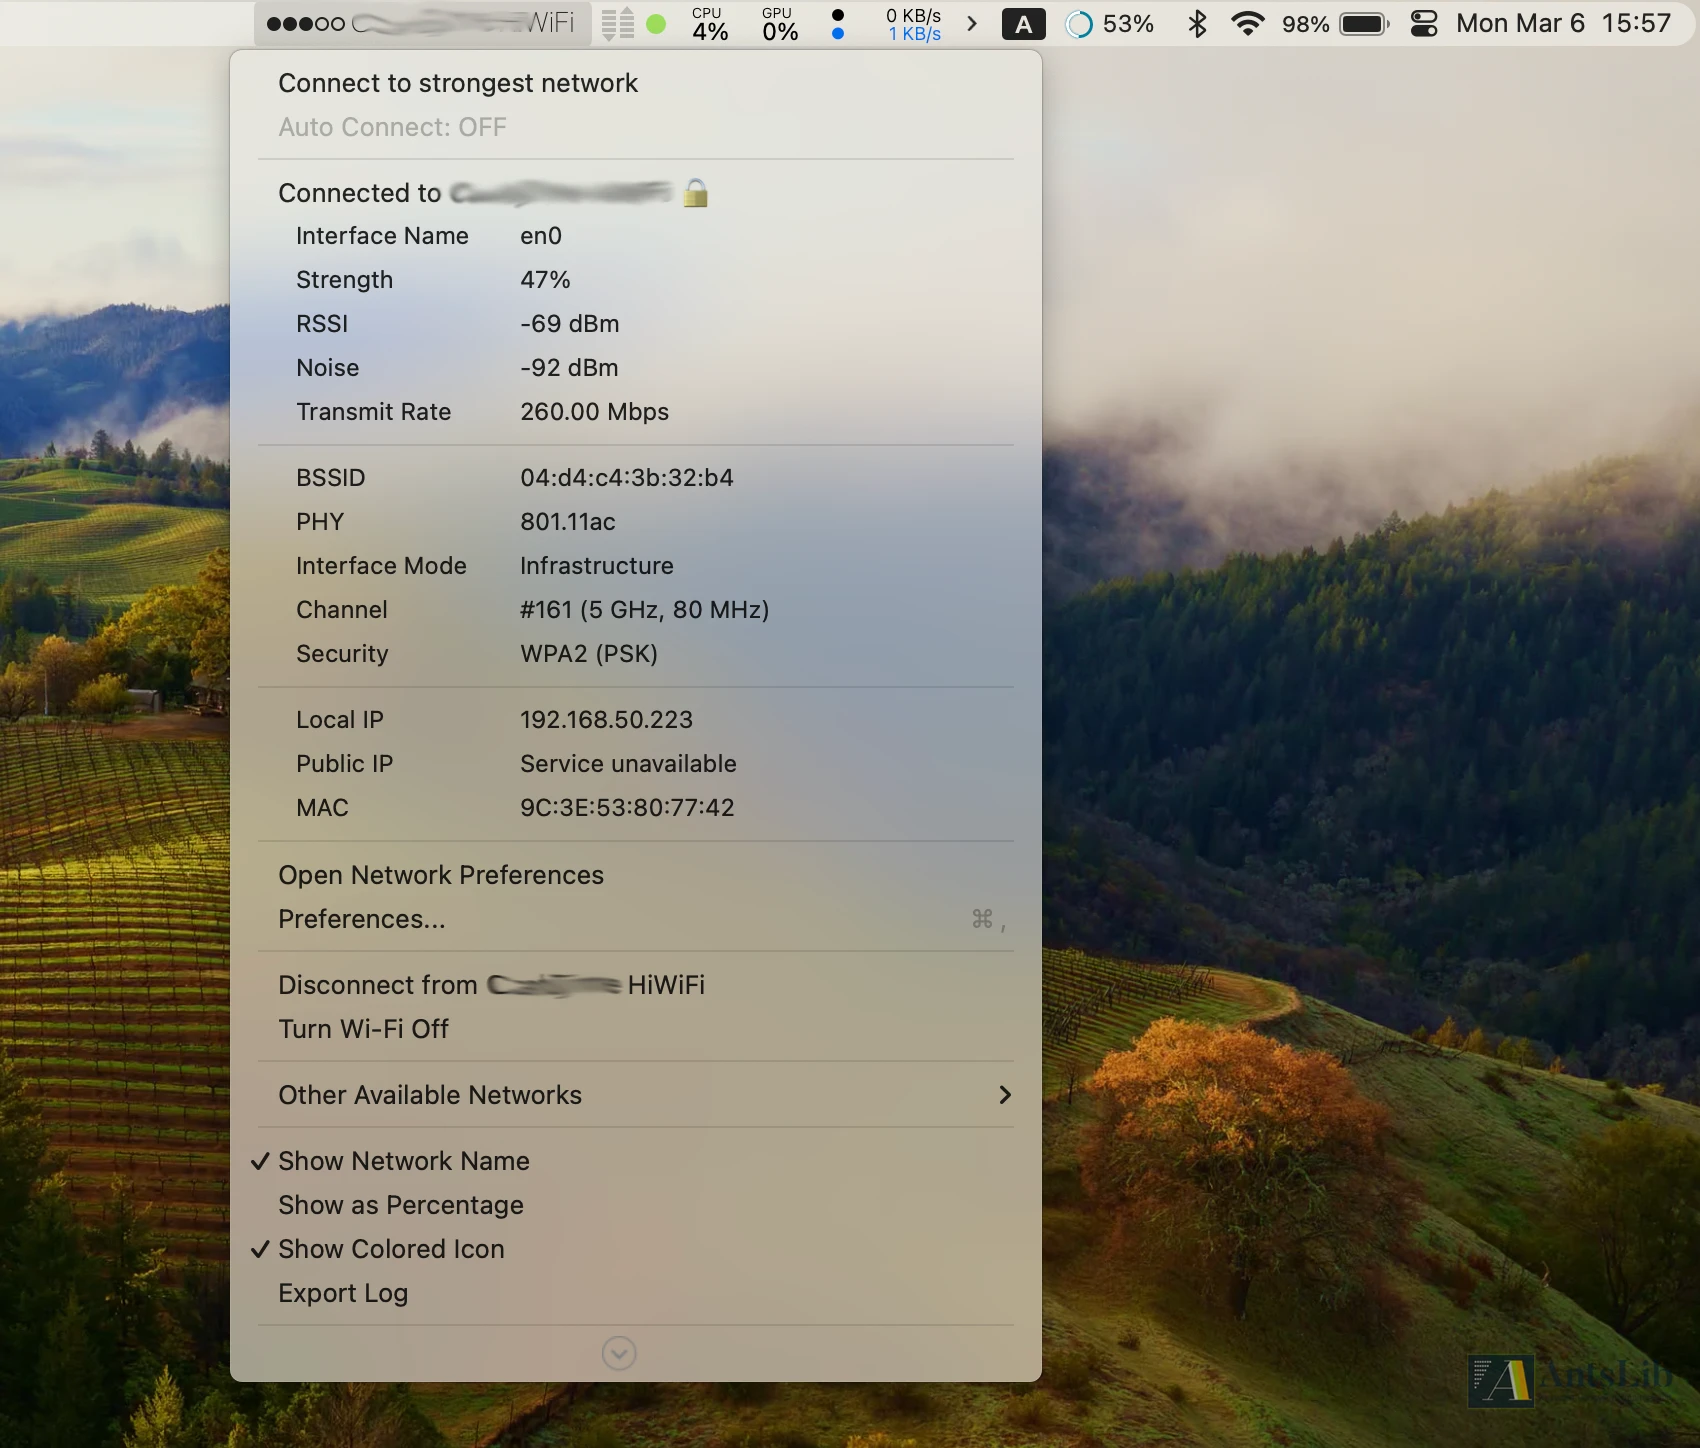 WiFi CPU 4% GPU 0% 0 KB/s 1 KB/s A 53% 98% Mon Mar 6 15:57
Connect to strongest network
Auto Connect: OFF
Connected to
Interface Name en0
Strength 47%
RSSI -69 dBm
Noise -92 dBm
Transmit Rate 260.00 Mbps
BSSID 04:d4:c4:3b:32:b4
PHY 801.11ac
Interface Mode Infrastructure
Channel #161 (5 GHz, 80 MHz)
Security WPA2 (PSK)
Local IP 192.168.50.223
Public IP Service unavailable
MAC 9C:3E:53:80:77:42
Open Network Preferences
Preferences... ⌘ ,
Disconnect from HiWiFi
Turn Wi-Fi Off
Other Available Networks
✓ Show Network Name
Show as Percentage
✓ Show Colored Icon
Export Log
AntsLib